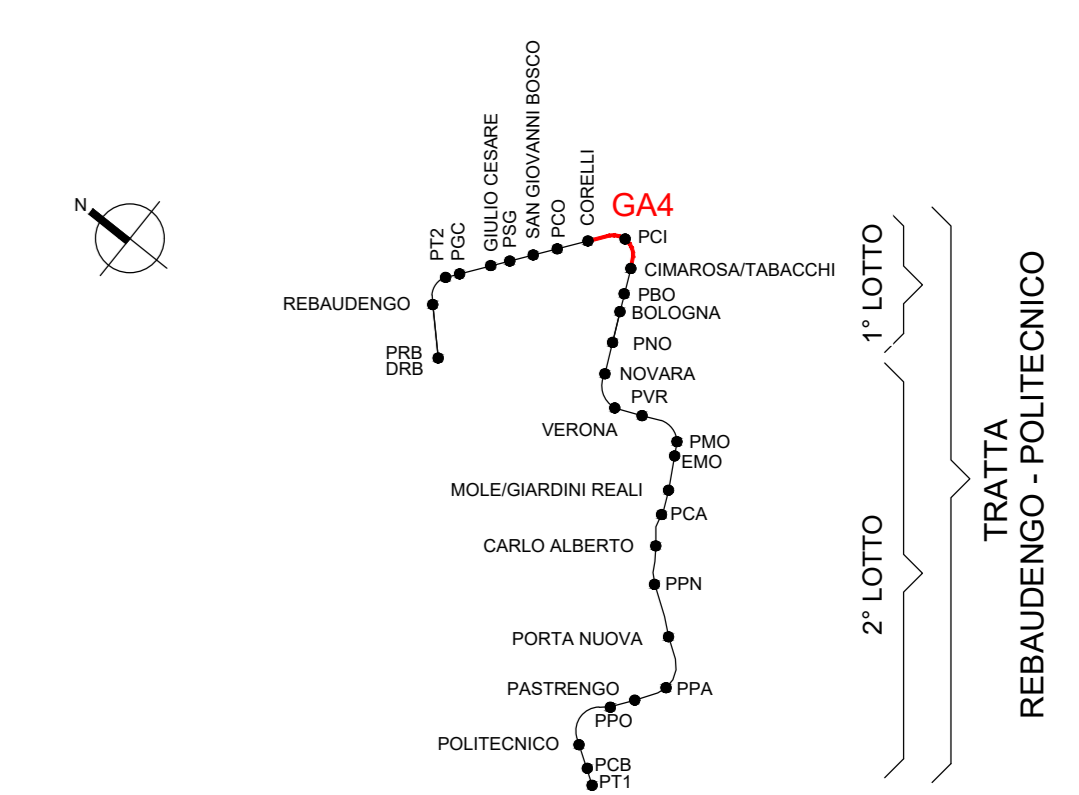 N
PT2
PGC
GIULIO CESARE
PSG
SAN GIOVANNI BOSCO
PCO
CORELLI
GA4
PCI
CIMAROSA/TABACCHI
REBAUDENGO
PBO
BOLOGNA
PRB
DRB
PNO
NOVARA
PVR
VERONA
PMO
EMO
MOLE/GIARDINI REALI
PCA
CARLO ALBERTO
PPN
PORTA NUOVA
PASTRENGO
PPA
PPO
POLITECNICO
PCB
PT1
1° LOTTO
2° LOTTO
TRATTA
REBAUDENGO - POLITECNICO